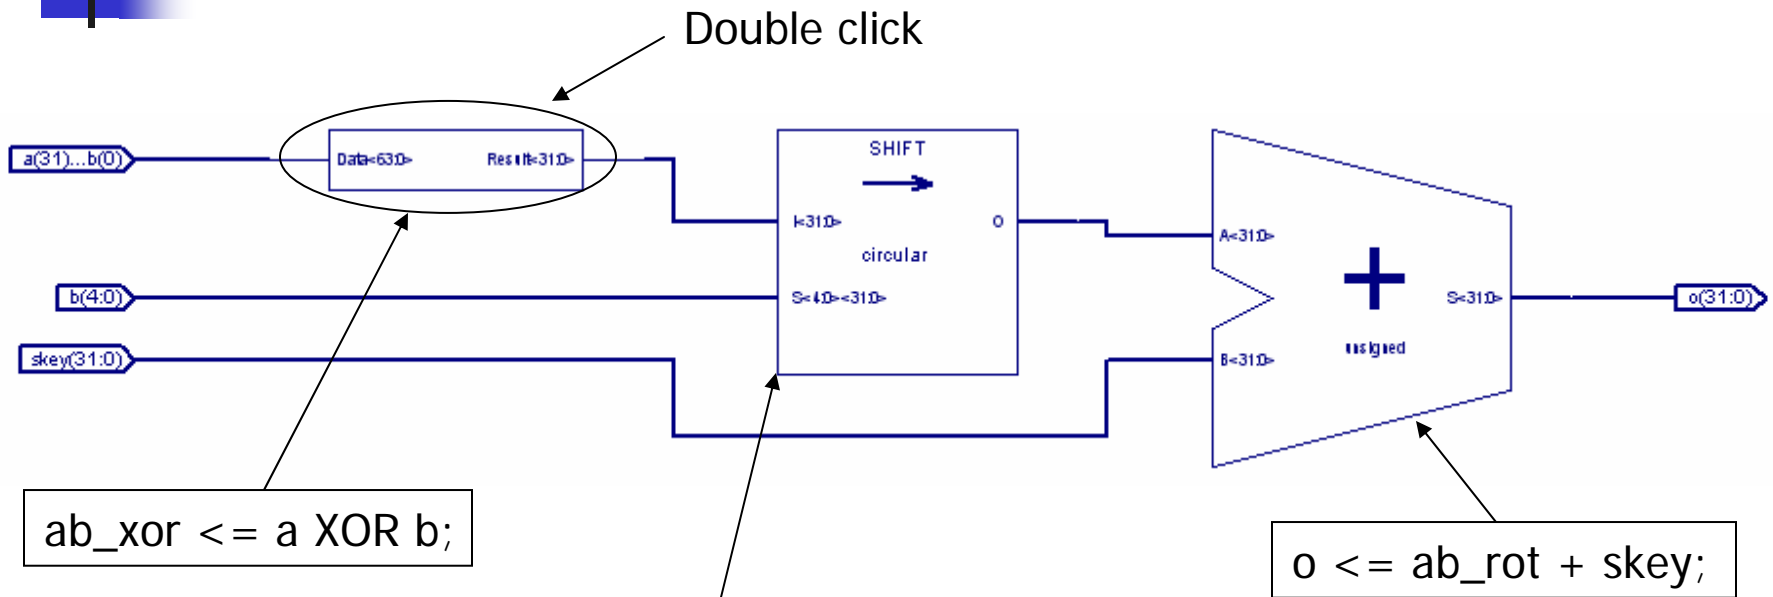 Double click
a(31)...b(0)
Data<63:0>
Result<31:0>
SHIFT
I<31:0>
O
circular
A<31:0>
b(4:0)
S<4:0><31:0>
S<31:0>
o(31:0)
skey(31:0)
unsigned
B<31:0>
ab_xor <= a XOR b;
o <= ab_rot + skey;